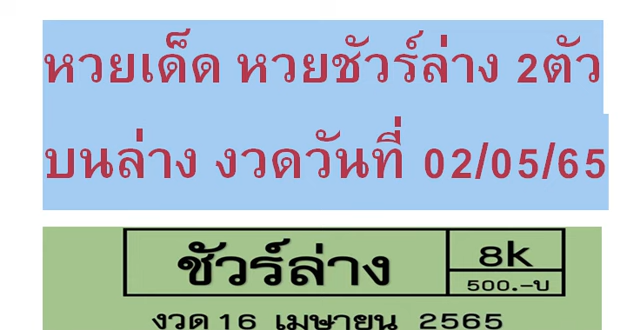 หวยเด็ด หวยชัวร์ล่าง 2ตัว
บนล่าง งวดวันที่ 02/05/65
ชัวร์ล่าง
8k
500.-บ
งวด 16 เมษายน 2565